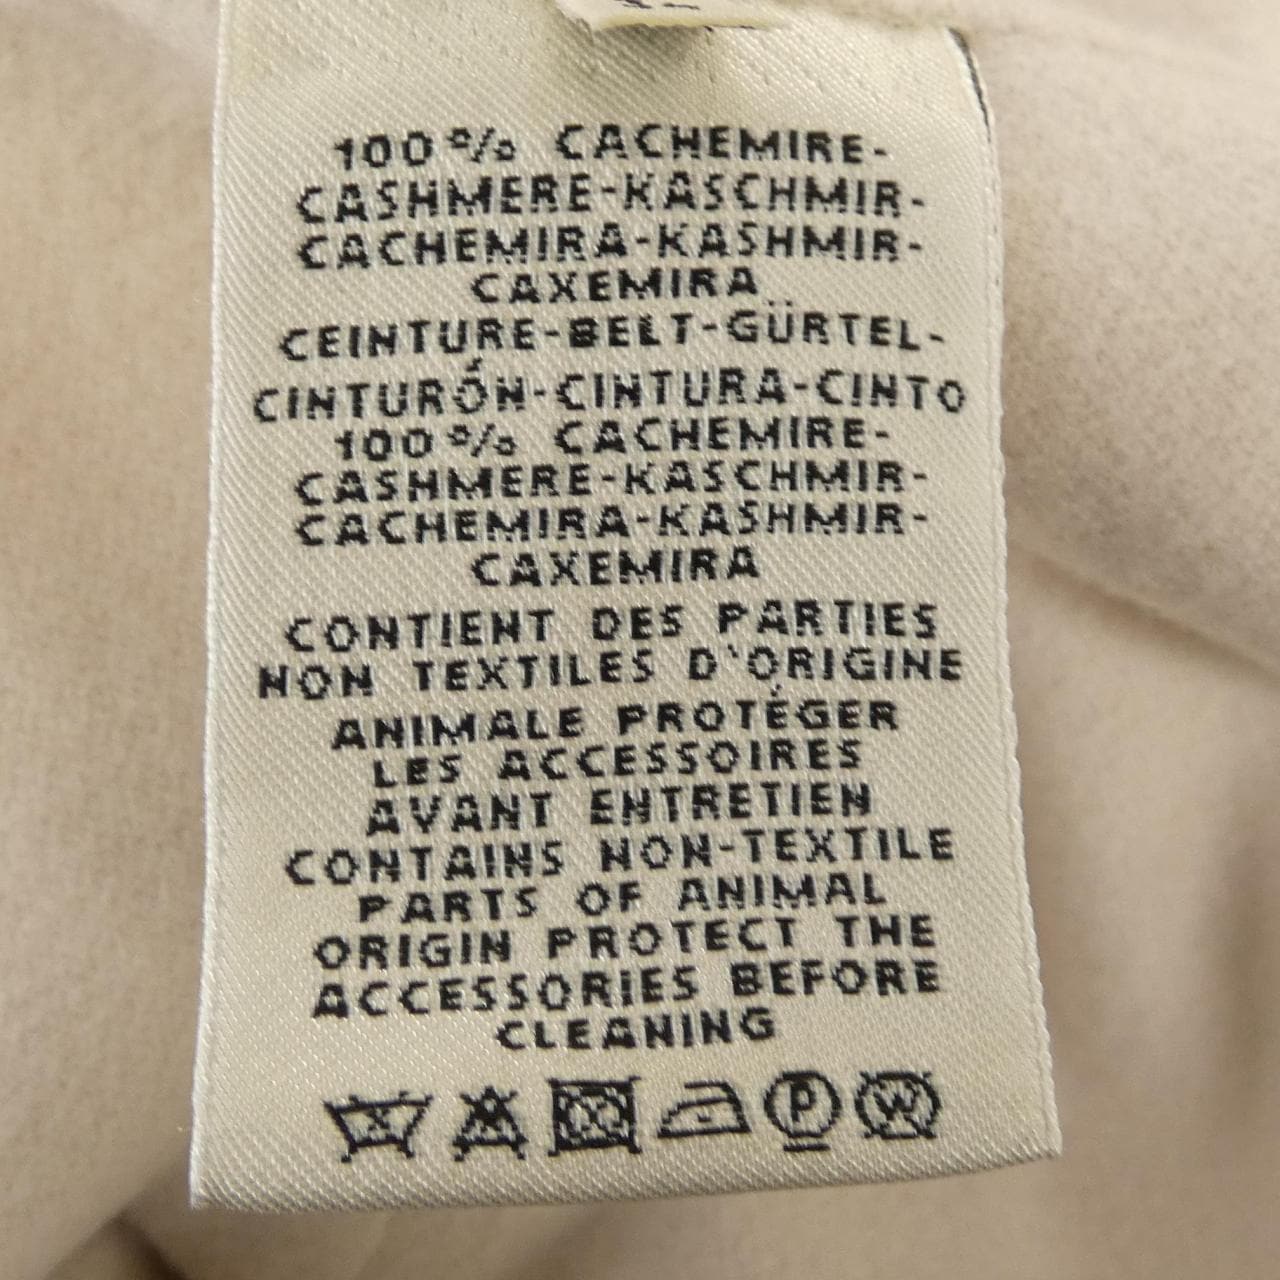 100% CACHEMIRE-
CASHMERE-KASCHMIR-
CACHEMIRA-KASHMIR-
CAXEMIRA
CEINTURE-BELT-GÜRTEL-
CINTURÓN-CINTURA-CINTO
100% CACHEMIRE-
CASHMERE-KASCHMIR-
CACHEMIRA-KASHMIR-
CAXEMIRA
CONTIENT DES PARTIES
NON TEXTILES D'ORIGINE
ANIMALE PROTÉGER
LES ACCESSOIRES
AVANT ENTRETIEN
CONTAINS NON-TEXTILE
PARTS OF ANIMAL
ORIGIN PROTECT THE
ACCESSORIES BEFORE
CLEANING
P W